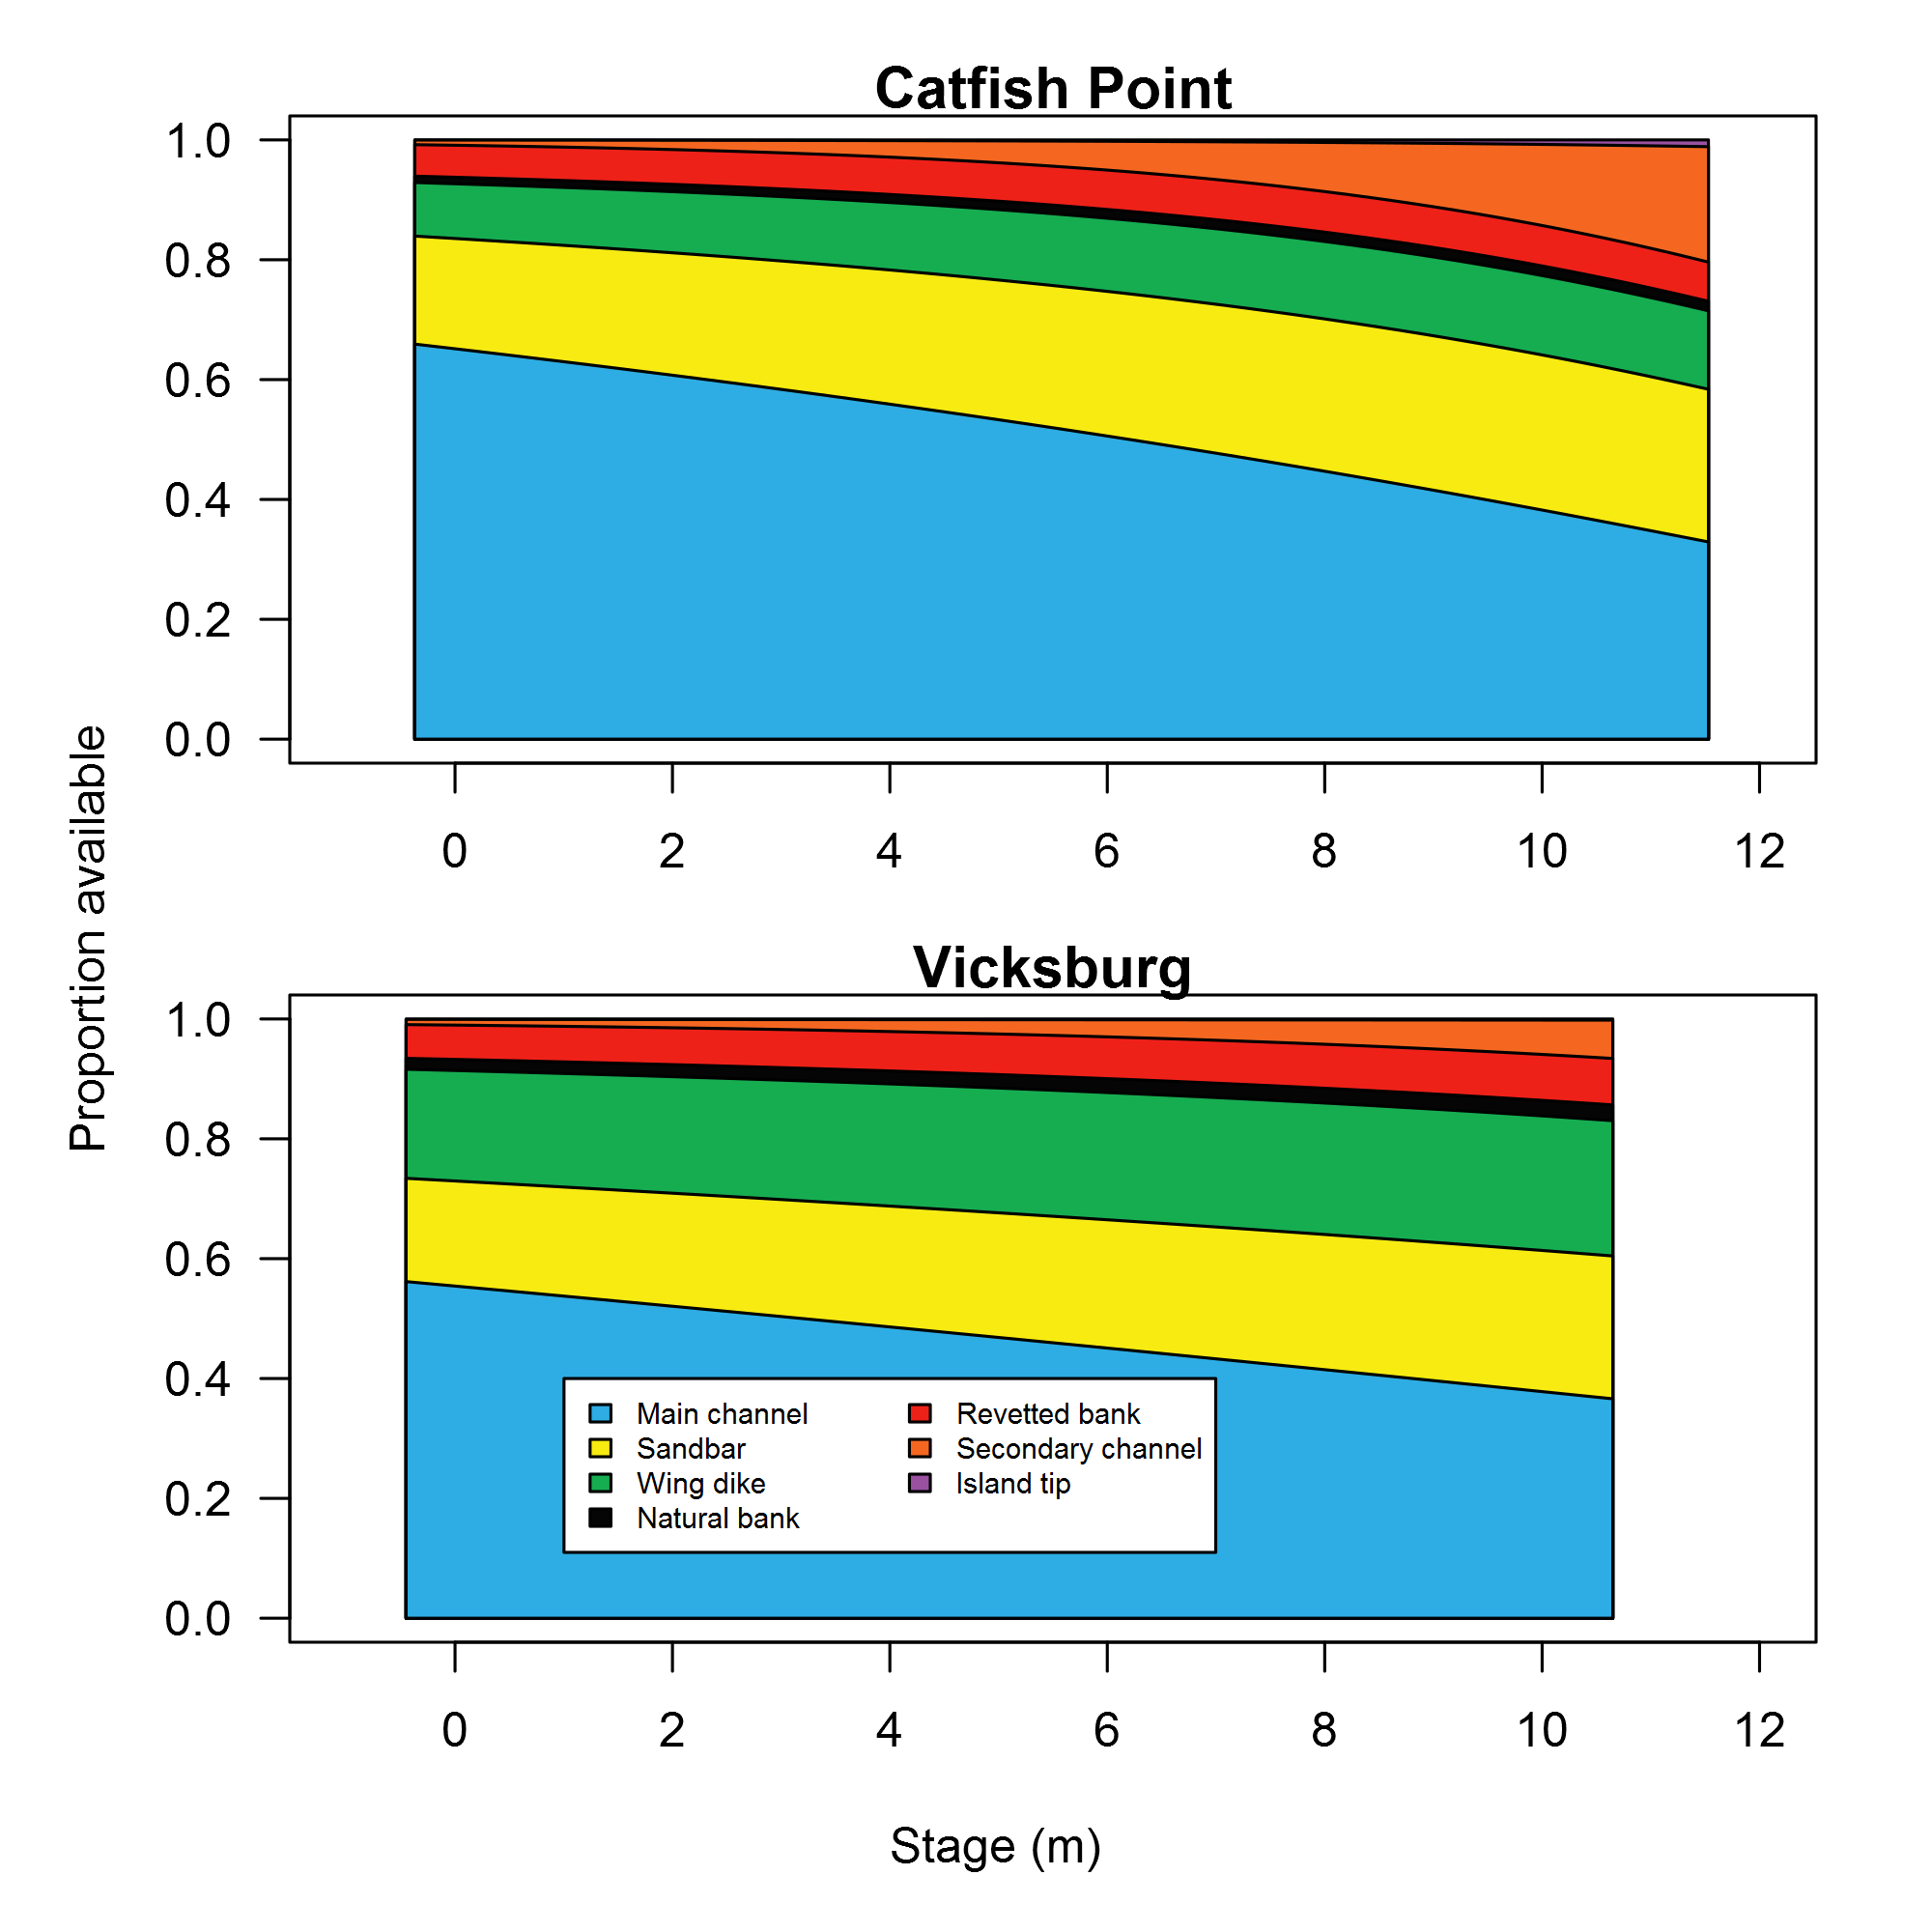 Catfish Point
1.0
0.8
0.6
0.4
0.2
0.0
0 2 4 6 8 10 12
Proportion available
Vicksburg
1.0
0.8
0.6
0.4
0.2
0.0
Main channel
Sandbar
Wing dike
Natural bank
Revetted bank
Secondary channel
Island tip
0 2 4 6 8 10 12
Stage (m)